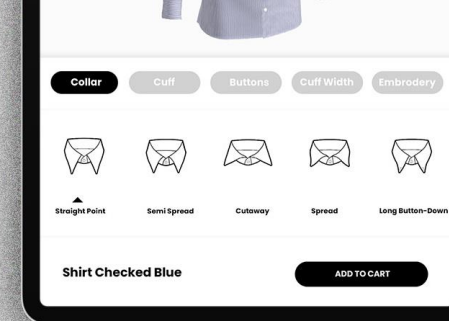 Collar Cuff Buttons Cuff Width Embrodery
Straight Point Semi Spread Cutaway Spread Long Button-Down
Shirt Checked Blue ADD TO CART